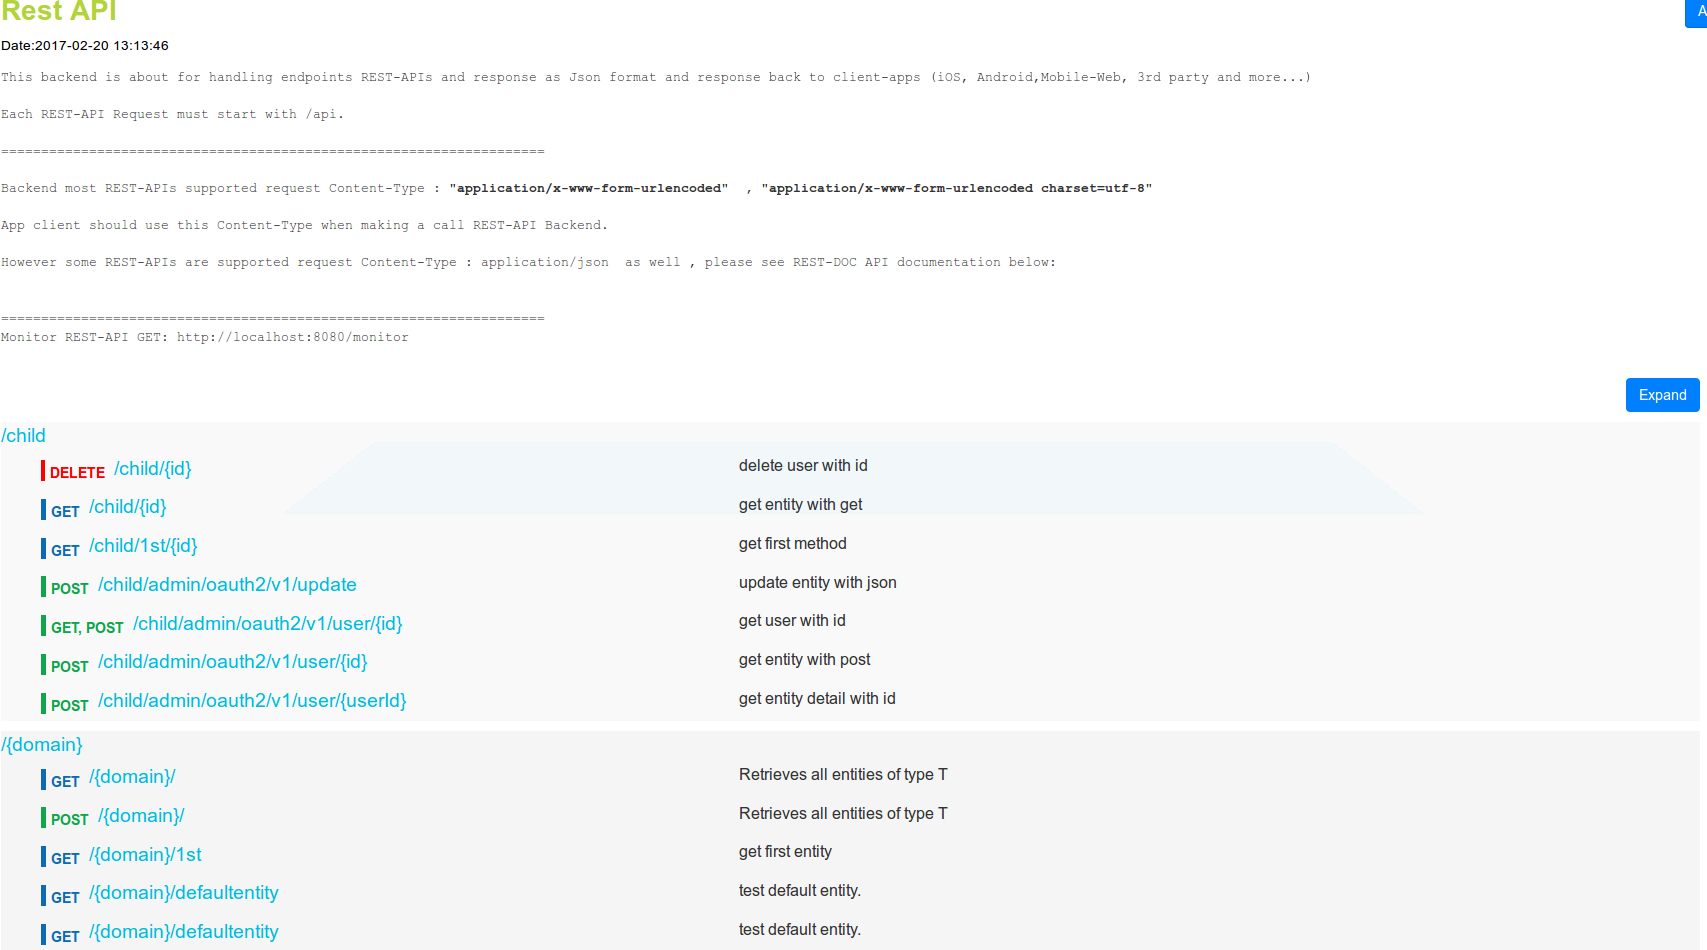 Rest API
A
Date:2017-02-20 13:13:46
This backend is about for handling endpoints REST-APIs and response as Json format and response back to client-apps (iOS, Android,Mobile-Web, 3rd party and more...)
Each REST-API Request must start with /api.
====================================================================
Backend most REST-APIs supported request Content-Type : "application/x-www-form-urlencoded"  , "application/x-www-form-urlencoded charset=utf-8"
App client should use this Content-Type when making a call REST-API Backend.
However some REST-APIs are supported request Content-Type : application/json  as well , please see REST-DOC API documentation below:
====================================================================
Monitor REST-API GET: http://localhost:8080/monitor
Expand
/child
DELETE /child/{id} delete user with id
GET /child/{id} get entity with get
GET /child/1st/{id} get first method
POST /child/admin/oauth2/v1/update update entity with json
GET, POST /child/admin/oauth2/v1/user/{id} get user with id
POST /child/admin/oauth2/v1/user/{id} get entity with post
POST /child/admin/oauth2/v1/user/{userId} get entity detail with id
/{domain}
GET /{domain}/ Retrieves all entities of type T
POST /{domain}/ Retrieves all entities of type T
GET /{domain}/1st get first entity
GET /{domain}/defaultentity test default entity.
GET /{domain}/defaultentity test default entity.